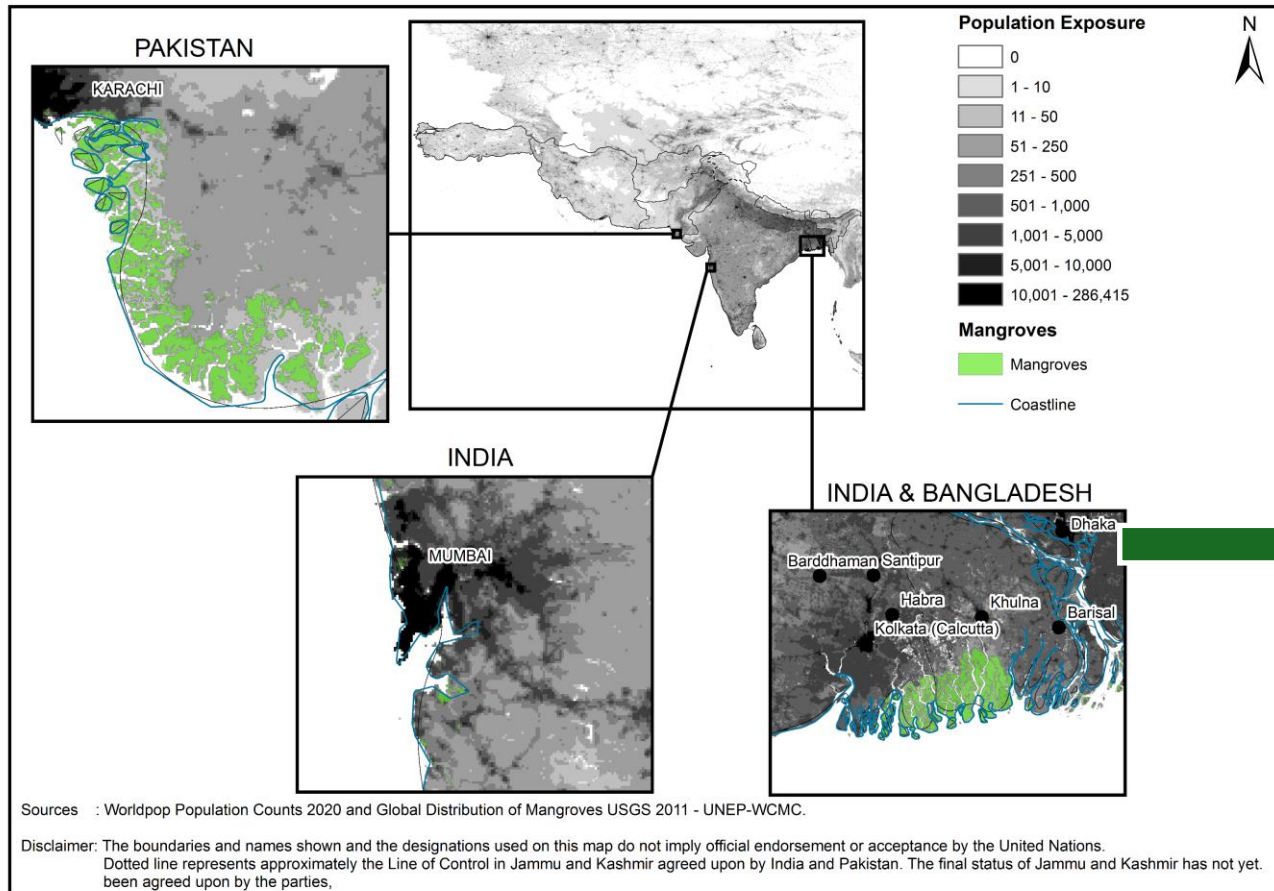 PAKISTAN
KARACHI
Population Exposure
0
1 - 10
11 - 50
51 - 250
251 - 500
501 - 1,000
1,001 - 5,000
5,001 - 10,000
10,001 - 286,415
Mangroves
Mangroves
Coastline
N
INDIA
MUMBAI
INDIA & BANGLADESH
Dhaka
Barddhaman Santipur
Habra
Khulna
Barisal
Kolkata (Calcutta)
Sources : Worldpop Population Counts 2020 and Global Distribution of Mangroves USGS 2011 - UNEP-WCMC.
Disclaimer: The boundaries and names shown and the designations used on this map do not imply official endorsement or acceptance by the United Nations.
Dotted line represents approximately the Line of Control in Jammu and Kashmir agreed upon by India and Pakistan. The final status of Jammu and Kashmir has not yet.
been agreed upon by the parties,